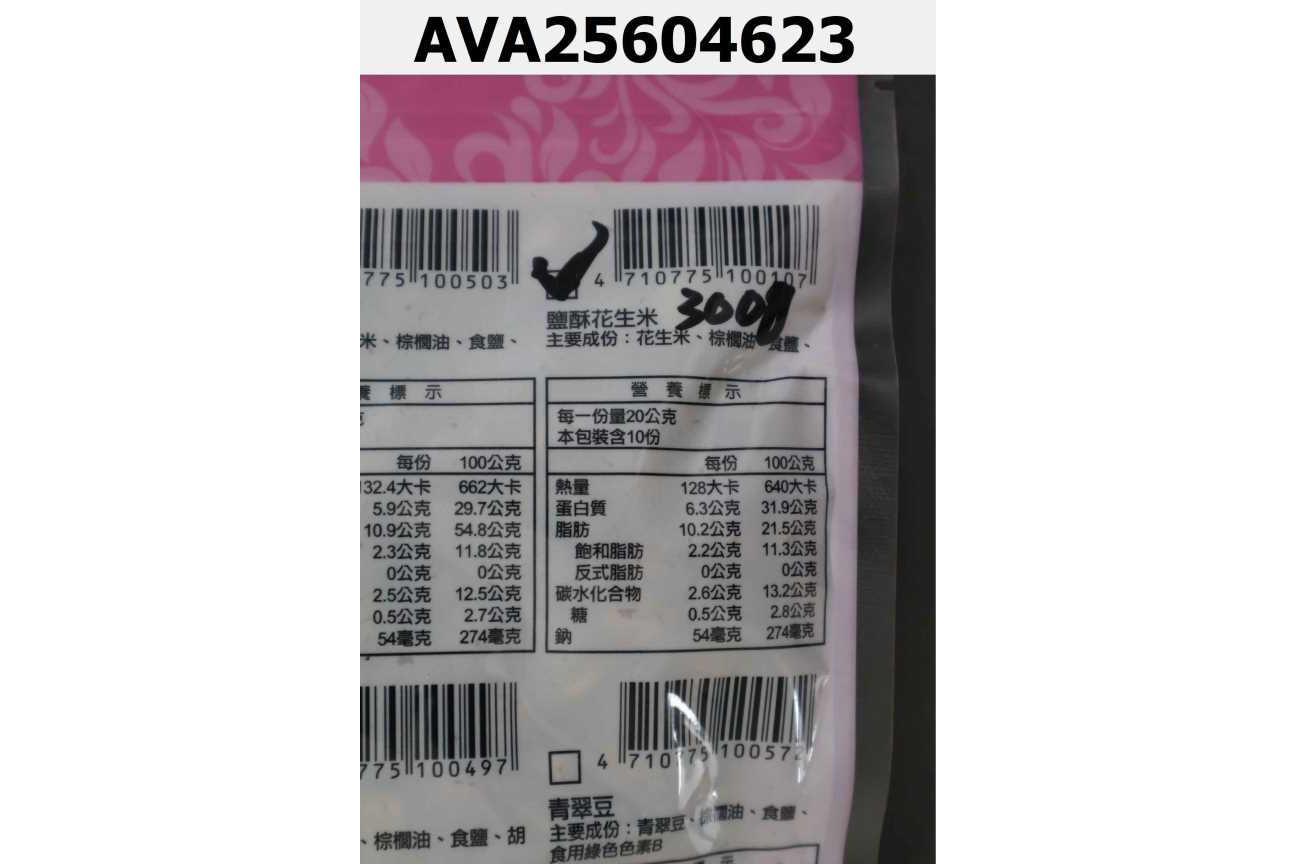 AVA25604623
775 100503
4 710775 100107
300g
鹽酥花生米
米、棕櫚油、食鹽、
主要成份：花生米、棕櫚油、食鹽、
養 標 示
營 養 標 示
每一份量20公克
本包裝含10份
每份 100公克
132.4大卡 662大卡
5.9公克 29.7公克
10.9公克 54.8公克
2.3公克 11.8公克
0公克 0公克
2.5公克 12.5公克
0.5公克 2.7公克
54毫克 274毫克
每份 100公克
熱量 128大卡 640大卡
蛋白質 6.3公克 31.9公克
脂肪 10.2公克 21.5公克
飽和脂肪 2.2公克 11.3公克
反式脂肪 0公克 0公克
碳水化合物 2.6公克 13.2公克
糖 0.5公克 2.8公克
鈉 54毫克 274毫克
775 100497
4 710775 100572
青翠豆
、棕櫚油、食鹽、胡
主要成份：青翠豆、棕櫚油、食鹽、
食用綠色色素B
標 示